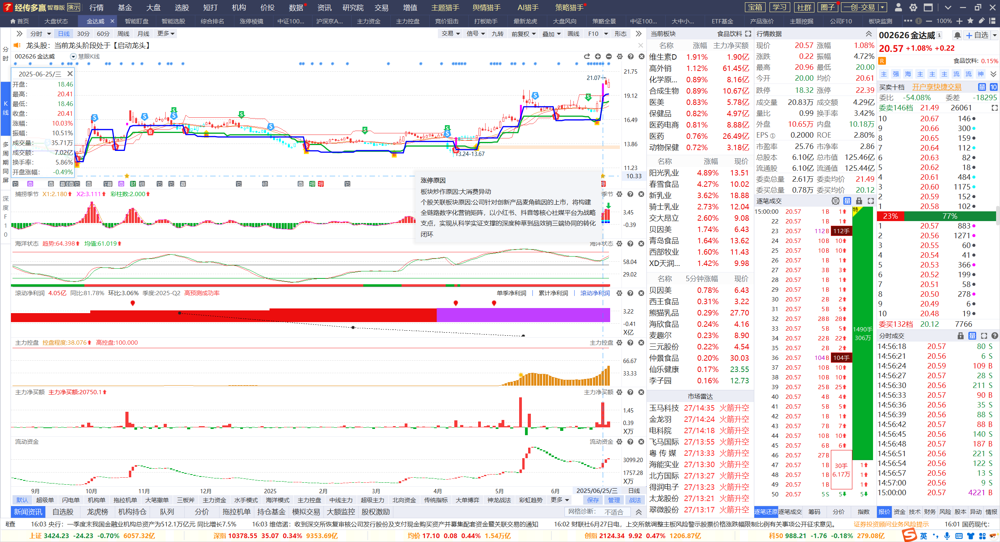 经传多赢 智尊版 演示 行情 基金 大盘 选股 短打 机构 价投 数据 资讯 研究院 交易 增值 主题猎手 舆情猎手 AI猎手 策略猎手 宝箱 学习 社群 圈子 一创-交易
首页 大盘状态 金达威 智能盯盘 智能选股 综合排名 涨停棱镜 中证100... 沪深京A... 主力资金 主力控盘 竞价狙击 打板助手 最新龙虎 大盘风向 策略全景 中证100... 大中小... ETF基金 产品涨价 主题挖掘 公司F10 板块监测 100%
分时 日线 30分 60分 周线 月线 更多 交易 信号 九转 前复权 叠加 画线 F10 形态
龙头股：当前龙头阶段处于【启动龙头】
002626 金达威 慧眼K线
分时
K线
多周期同屏
深度F10
2025-06-25/三
开盘: 18.46
最高: 20.41
最低: 18.46
收盘: 20.41
涨幅: 10.03%
振幅: 10.51%
成交量: 35.71万
成交额: 7.02亿
换手率: 5.86%
开盘涨幅: -0.49%
21.07
13.24-13.67
21.75
19.12
16.49
13.86
11.23
10.33
涨停原因
板块炒作原因:大消费异动
个股关联板块原因:公司针对创新产品麦角硫因的上市，将构建
全链路数字化营销矩阵，以小红书、抖音等核心社媒平台为战略
支点，实现从科学实证支撑的深度种草到品效销三端协同的转化
闭环
捕捞季节 X1:2.180 X2:3.111 彩柱数:2.000 季节
3.45
-0.39
海洋状态 趋势:64.398 均值:61.019 海洋状态
58.04
29.02
滚动净利润 4.05亿 同比:81.78% 环比:3.06% 季度:2025-Q2 高预测成功率 单季净利润 | 累计净利润 | 滚动净利润
3.22
-0.41
X亿
主力控盘 控盘程度:38.076 高控盘:100.000 主力控盘
66.67
33.33
主力净买额 主力净买额:20750.1 主力净买额
1.45
0.39
X万
流动资金 流动资金
3099.20
1757.28
X万
9月 10月 11月 12月 2025 2月 3月 4月 5月 6月 2025/06/25/三 日线
默认 超级单 闪电单 机构单 拖拉机单 大笔撤单 三板斧 主力资金 水手模式 海洋模式 主力控盘 中线主力 超级主力 北向资金 传统指标 大单博弈 神龙战法 彩虹趋势 更多 保存 管理 战法
新闻资讯 自选股 龙虎榜 机构持仓 队列 分价 拖拉机单 持仓基金 模拟交易 大额监控 股权激励 网格诊断： 不适合
当前板块 食品饮料
名称 涨幅 主力净买额
维生素D 1.91% 1.90亿
高外销 1.12% 61.45亿
化学原... 0.89% 8.16亿
合成生物 0.89% 10.67亿
医美 0.83% 5.78亿
保健品 0.82% 4.97亿
医药电商 0.81% 8.88亿
医药 0.76% 26.49亿
动物保健 0.72% 3.18亿
名称 涨幅 现价
阳光乳业 4.89% 13.51
春雪食品 4.27% 10.02
新乳业 3.62% 18.88
骑士乳业 2.73% 12.04
交大昂立 2.60% 9.08
贝因美 1.74% 6.43
青岛食品 1.64% 13.62
西部牧业 1.60% 11.43
XD天润... 1.42% 9.98
名称 5分钟涨幅 现价
贝因美 0.78% 6.43
西王食品 0.31% 3.22
熊猫乳品 0.29% 27.70
海欣食品 0.24% 4.16
麦趣尔 0.23% 8.90
三元股份 0.22% 4.54
仲景食品 0.20% 30.03
仙乐健康 0.17% 23.55
李子园 0.16% 12.73
市场雷达
玉马科技 27/14:35 火箭升空
金龙羽 27/14:24 火箭升空
电科院 27/14:18 火箭升空
飞马国际 27/13:55 火箭升空
粤 传 媒 27/13:33 火箭升空
海能实业 27/13:30 火箭升空
北方国际 27/13:27 火箭升空
得润电子 27/13:23 火箭升空
太龙股份 27/13:21 火箭升空
翠微股份 27/13:17 火箭升空
行情数据
现价 20.57 涨幅 1.08%
涨跌 0.22 振幅 4.72%
最高 20.96 最低 20.00
今开 20.00 均价 20.61
跌停 18.32 涨停 22.39
成交量 20.83万 成交额 4.29亿
量比 0.99 换手率 3.42%
外盘 10.65万 内盘 10.18万
EPS ① 0.2000 ROE 2.80%
市盈率 25.76 市净率 2.86
总股本 6.10亿 总市值 125.46亿
流通股 6.10亿 流通值 125.44亿
委卖总量 2.61万 委卖均价 21.49
委买总量 0.78万 委买均价 20.12
逐笔成交 单 量
15:00:00 20.57 1 B 1 特
22 20.57 1 B 1
23 20.57 112 B 112手
24 20.57 10 B 10
25 20.57 10 B 10
26 20.57 1 B 1
27 20.57 3 B 3
28 20.57 1 B 1
29 20.57 1 B 1
30 20.57 2 B 2
31 20.57 5 B 5
32 20.57 28 B 28
33 20.57 5 B 5 1490手
34 20.57 22 B 22 306万
35 20.57 2 B 2
36 20.57 104 B 104手
37 20.57 10 B 10
38 20.57 10 B 10
39 20.57 25 B 25
40 20.57 4 B 4
41 20.57 5 B 5
42 20.57 1 B 1
43 20.57 7 B 7
44 20.57 10 B 10
45 20.57 6 B 6
46 20.57 27 B
47 20.57 1 B 30手 1
48 20.57 1 B 6.17万 1
49 20.57 1 B 1
50 20.57 5 S 5 5
逐笔还原 逐笔成交 筹码 分价 指数
002626 金达威 自选
20.57 +1.08% +0.22
R 食品饮料: 0.15%
主 强 海 主 主 主 流 流 神
买卖十档 开户享快捷交易 量 10
委比 -54.08% 委差 -18295
委卖146档 21.49 26061
10 20.67 146
9 20.66 300
8 20.65 159
7 20.64 112
6 20.63 82
5 20.62 18
4 20.61 484
3 20.60 1175
2 20.59 152
1 20.58 102
23% 77%
1 20.57 883
2 20.56 1271
3 20.55 60
4 20.54 41
5 20.53 366
6 20.52 199
7 20.51 58
8 20.50 278
9 20.49 6
10 20.48 19
委买132档 20.12 7766
分时成交 量
14:56:18 20.57 80 S
14:56:21 20.56 6 S
14:56:24 20.59 109 B
14:56:27 20.57 28 S
14:56:30 20.56 211 S
14:56:33 20.57 90 B
14:56:36 20.56 35 S
14:56:39 20.56 88 S
14:56:42 20.57 88 B
14:56:45 20.56 140 S
14:56:48 20.57 187 B
14:56:51 20.56 221 S
14:56:54 20.56 122 S
14:56:57 20.56 13 S
14:57:00 20.56 9 S
15:00:00 20.57 4221 B
报价 资金 技术 财务 风险 股本 异动 情报
调查 16:03 央行：一季度末我国金融业机构总资产为512.1万亿元 同比增长7.5% 16:03 维信诺：收到深交所恢复审核公司发行股份及支付现金购买资产并募集配套资金暨关联交易的通知 16:02 财联社6月27日电，上交所就调整主板风险警示股票价格涨跌幅限制比例有关事项公开征求意见。 证券投资顾问业务风险提示 16:01 国药现代：
上证 3424.23 -24.23 -0.70% 6057.32亿 深指 10378.55 35.07 0.34% 9353.69亿 均价 17.10 0.08 0.44% 1.54万亿 创指 2124.34 9.92 0.47% 1206.87亿 科50 988.21 -1.76 -0.18% 279.08亿 英